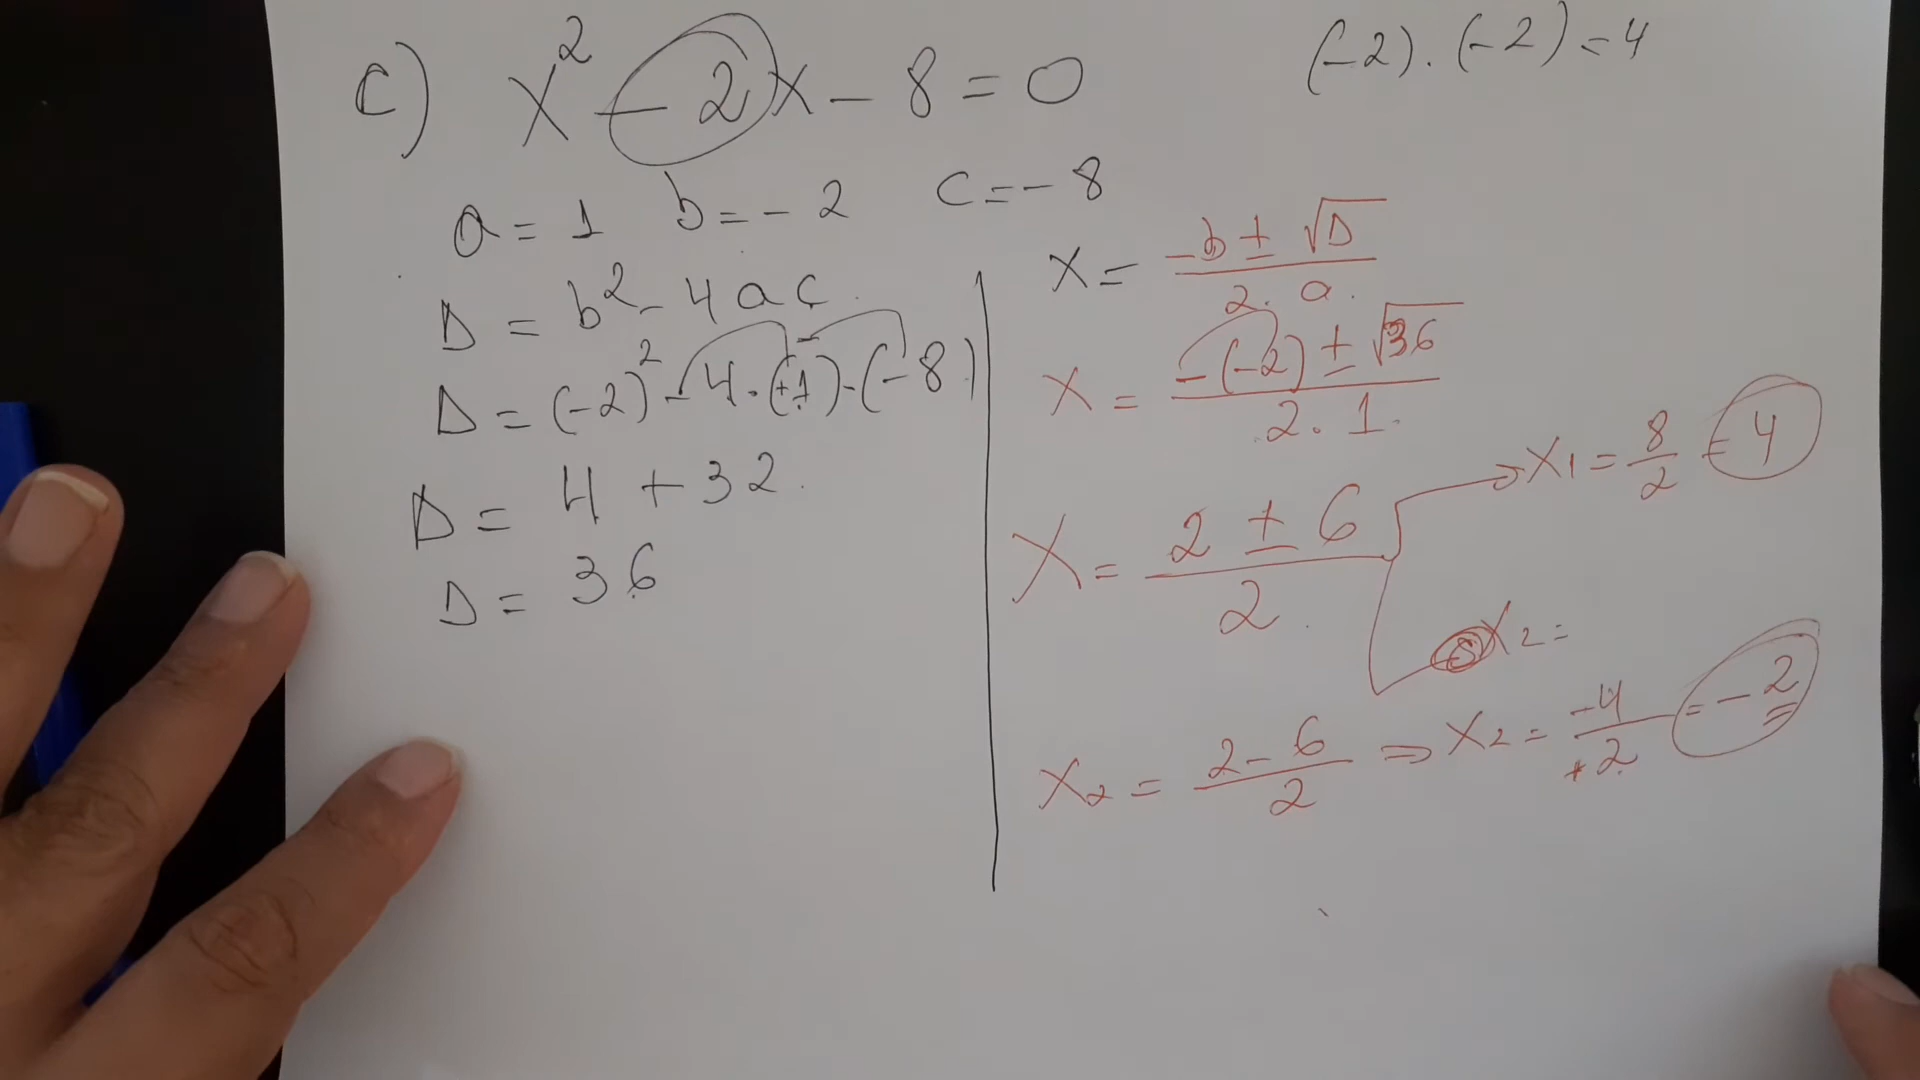 c) x² - 2x - 8 = 0
(-2) . (-2) = 4
a = 1 b = - 2 c = - 8
Δ = b² - 4 a c
Δ = (-2)² - 4 . (+1) . (-8)
Δ = 4 + 32
Δ = 36
x = -b ± √Δ / 2 . a
x = -(-2) ± √36 / 2 . 1
x = 2 ± 6 / 2
x₁ = 8/2 = 4
x₂ =
x₂ = 2 - 6 / 2 ⇒ x₂ = -4/+2 = - 2